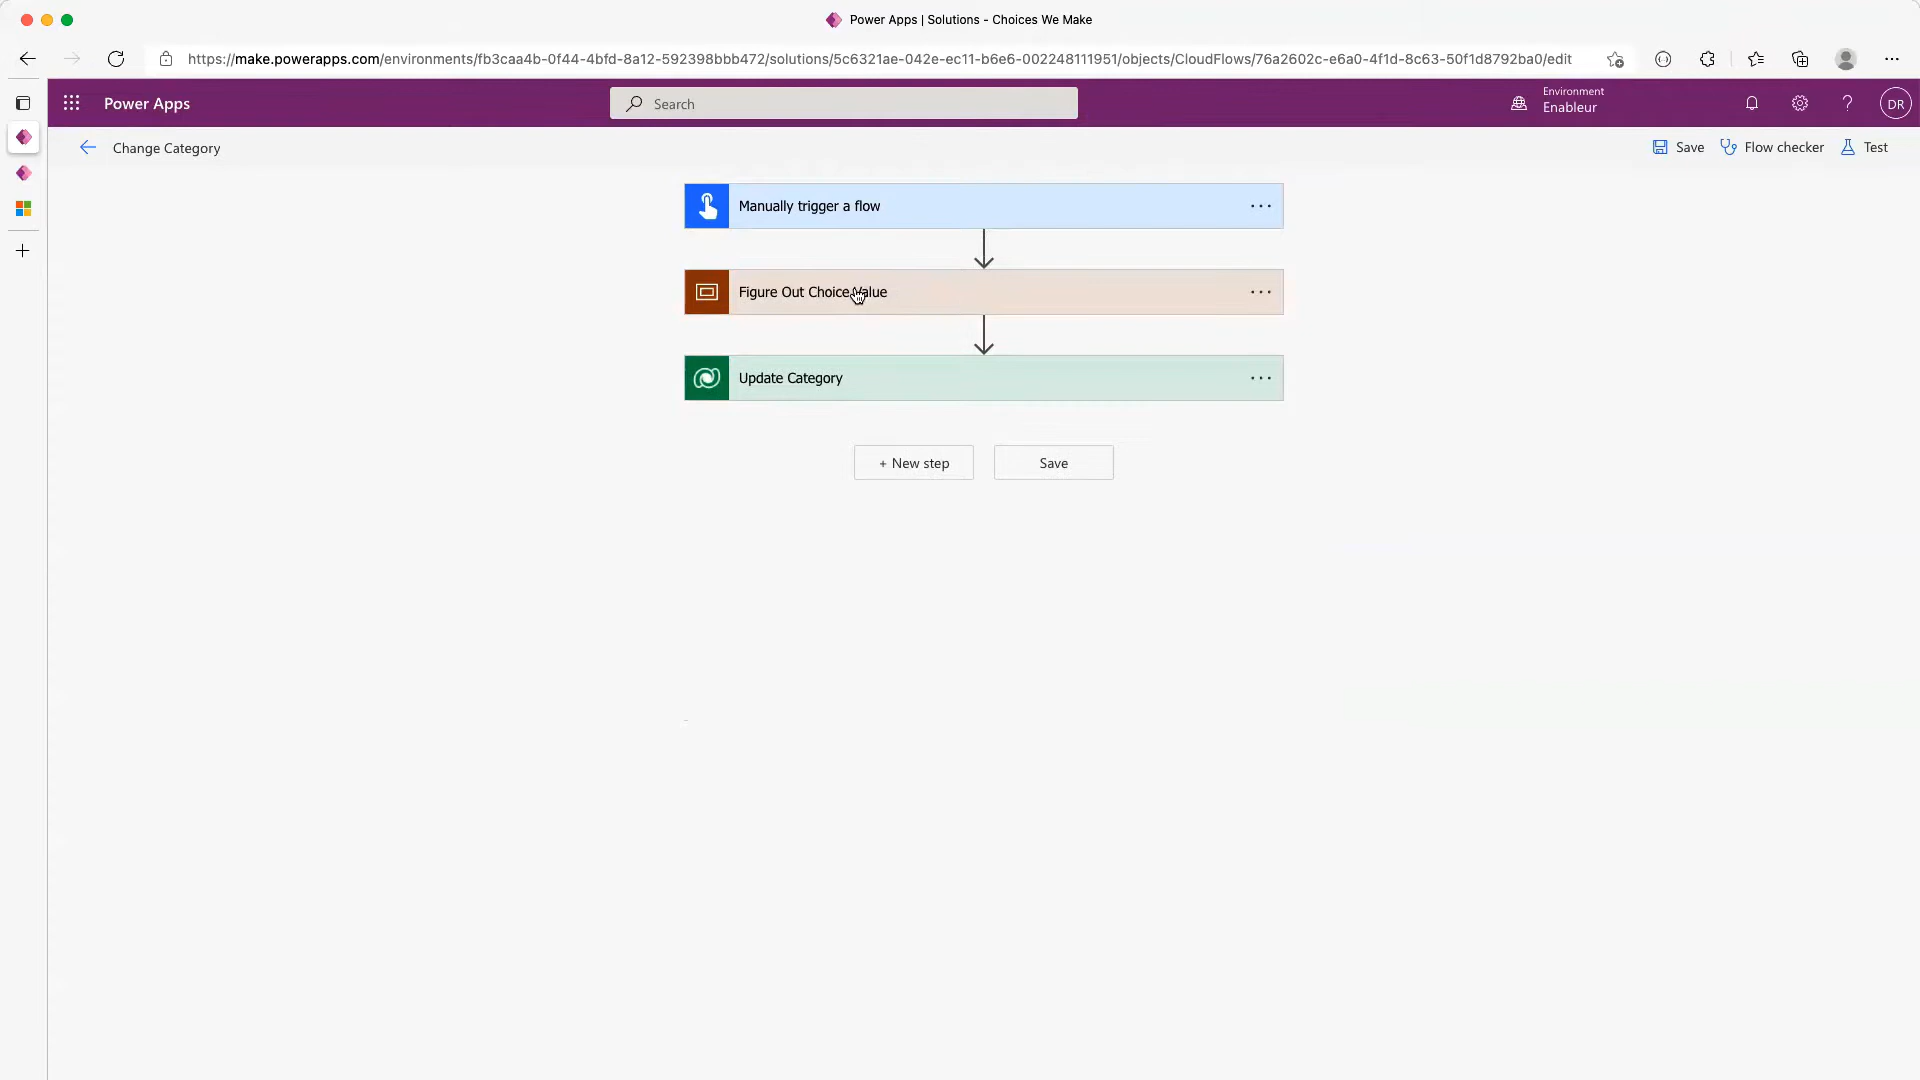 Power Apps | Solutions - Choices We Make
https://make.powerapps.com/environments/fb3caa4b-0f44-4bfd-8a12-592398bbb472/solutions/5c6321ae-042e-ec11-b6e6-002248111951/objects/CloudFlows/76a2602c-e6a0-4f1d-8c63-50f1d8792ba0/edit
Power Apps
Search
Environment
Enableur
DR
Change Category
Save
Flow checker
Test
Manually trigger a flow
Figure Out Choice Value
Update Category
+ New step
Save